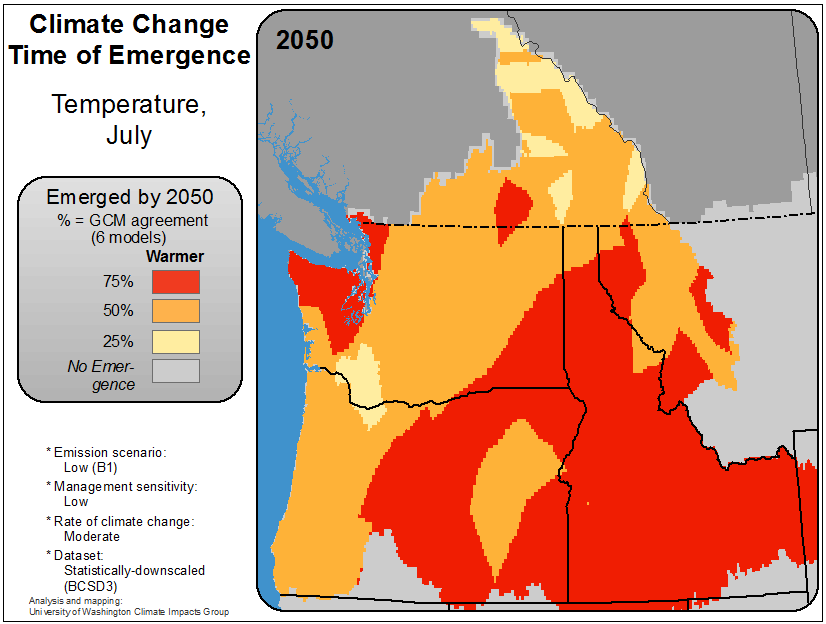 Climate Change
Time of Emergence
Temperature,
July
Emerged by 2050
% = GCM agreement
(6 models)
Warmer
75%
50%
25%
No Emer-
gence
* Emission scenario:
Low (B1)
* Management sensitivity:
Low
* Rate of climate change:
Moderate
* Dataset:
Statistically-downscaled
(BCSD3)
Analysis and mapping:
University of Washington Climate Impacts Group
2050